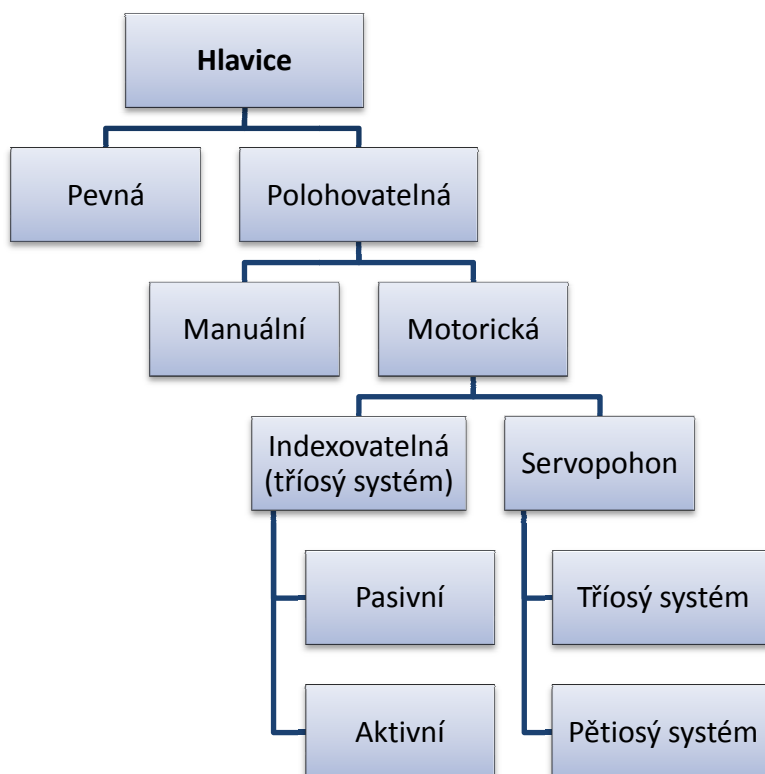 Hlavice
Pevná
Polohovatelná
Manuální
Motorická
Indexovatelná
(tříosý systém)
Servopohon
Pasivní
Tříosý systém
Aktivní
Pětiosý systém